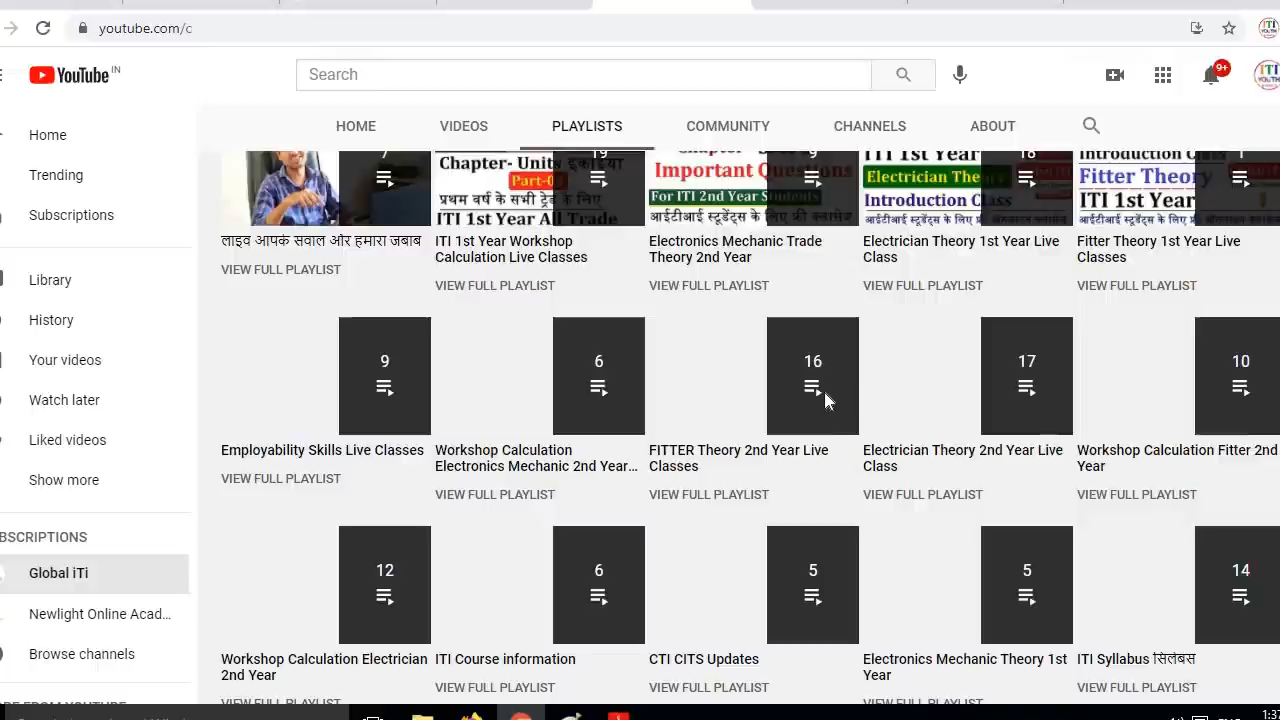 youtube.com/c
YouTube IN
Search
9+
Home
Trending
Subscriptions
Library
History
Your videos
Watch later
Liked videos
Show more
Global iTi
Newlight Online Acad...
Browse channels
HOME VIDEOS PLAYLISTS COMMUNITY CHANNELS ABOUT
7 19 9 18 1
Chapter- Units इकाईया
प्रथम वर्ष के सभी ट्रेड के लिए
ITI 1st Year All Trade
Important Questions
For ITI 2nd Year Students
आईटीआई स्टूडेंट्स के लिए फ्री क्लासेज
ITI 1st Year
Electrician
Introduction Class
आईटीआई स्टूडेंट्स के लिए
Introduction
Fitter Theory
ITI 1st Year
आईटीआई स्टूडेंट्स के लिए
लाइव आपके सवाल और हमारा जबाब
VIEW FULL PLAYLIST
ITI 1st Year Workshop
Calculation Live Classes
VIEW FULL PLAYLIST
Electronics Mechanic Trade
Theory 2nd Year
VIEW FULL PLAYLIST
Electrician Theory 1st Year Live
Class
VIEW FULL PLAYLIST
Fitter Theory 1st Year Live
Classes
VIEW FULL PLAYLIST
9 6 16 17 10
Employability Skills Live Classes
VIEW FULL PLAYLIST
Workshop Calculation
Electronics Mechanic 2nd Year...
VIEW FULL PLAYLIST
FITTER Theory 2nd Year Live
Classes
VIEW FULL PLAYLIST
Electrician Theory 2nd Year Live
Class
VIEW FULL PLAYLIST
Workshop Calculation Fitter 2nd
Year
VIEW FULL PLAYLIST
12 6 5 5 14
Workshop Calculation Electrician
2nd Year
VIEW FULL PLAYLIST
ITI Course information
VIEW FULL PLAYLIST
CTI CITS Updates
VIEW FULL PLAYLIST
Electronics Mechanic Theory 1st
Year
ITI Syllabus सिलेबस
VIEW FULL PLAYLIST